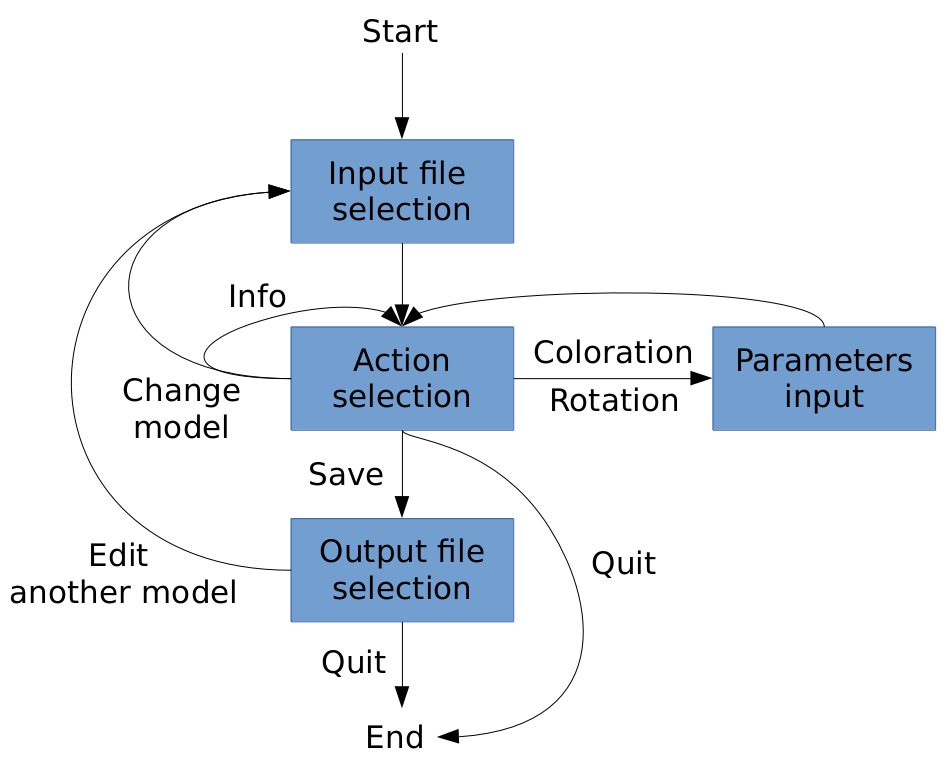 Start
Input file
selection
Info
Action
selection
Coloration
Rotation
Parameters
input
Change
model
Save
Output file
selection
Edit
another model
Quit
Quit
End